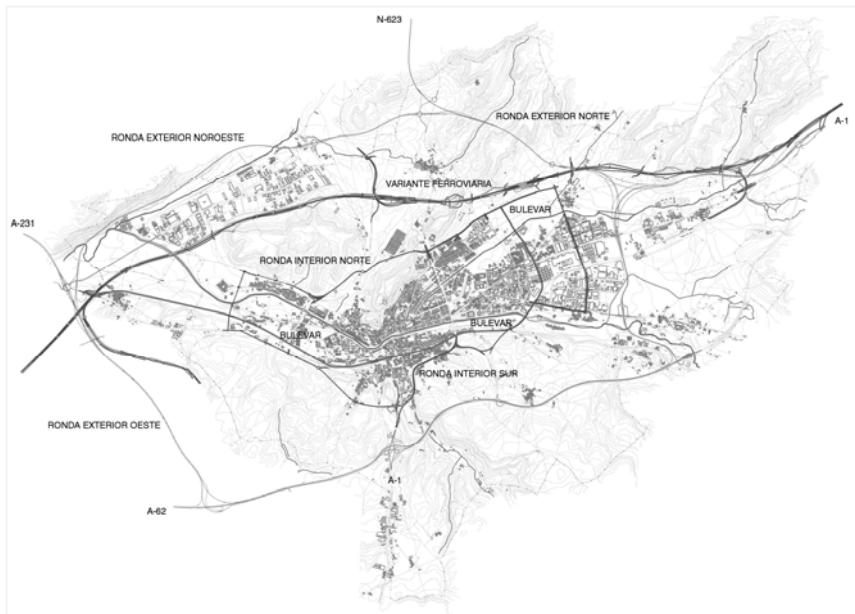 N-623
RONDA EXTERIOR NORTE
A-1
RONDA EXTERIOR NOROESTE
VARIANTE FERROVIARIA
BULEVAR
A-231
RONDA INTERIOR NORTE
BULEVAR
BULEVAR
RONDA INTERIOR SUR
RONDA EXTERIOR OESTE
A-1
A-62